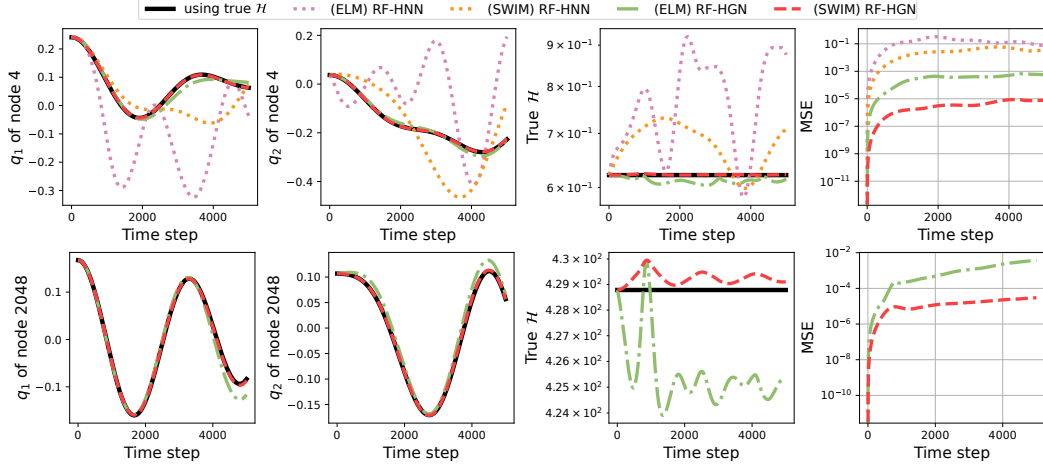 using true H (ELM) RF-HNN (SWIM) RF-HNN (ELM) RF-HGN (SWIM) RF-HGN
q₁ of node 4
0.2
0.1
0.0
−0.1
−0.2
−0.3
0 2000 4000
Time step
q₂ of node 4
0.0
−0.2
−0.4
0 2000 4000
Time step
True ℋ
9 × 10⁻¹
8 × 10⁻¹
7 × 10⁻¹
6 × 10⁻¹
0 2000 4000
Time step
MSE
10⁻¹
10⁻³
10⁻⁵
10⁻⁷
10⁻⁹
10⁻¹¹
0 2000 4000
Time step
q₁ of node 2048
0.1
0.0
−0.1
0 2000 4000
Time step
q₂ of node 2048
0.10
0.05
0.00
−0.05
−0.10
−0.15
0 2000 4000
Time step
True ℋ
4.3 × 10²
4.29 × 10²
4.28 × 10²
4.27 × 10²
4.26 × 10²
4.25 × 10²
4.24 × 10²
0 2000 4000
Time step
MSE
10⁻²
10⁻⁴
10⁻⁶
10⁻⁸
10⁻¹⁰
0 2000 4000
Time step